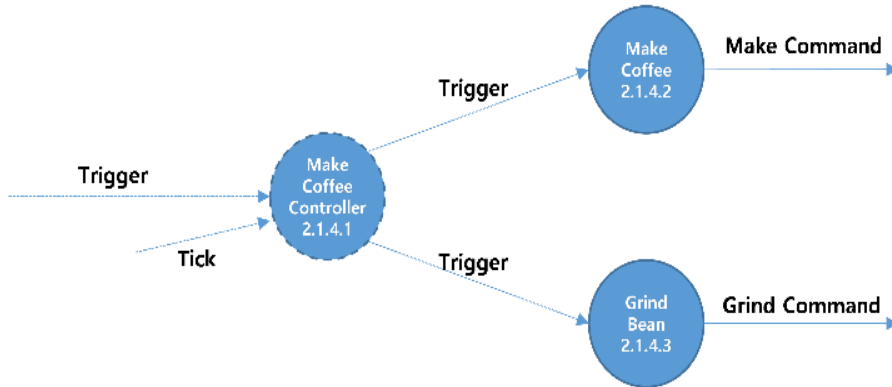 Make
Coffee
2.1.4.2
Make Command
Trigger
Trigger
Make
Coffee
Controller
2.1.4.1
Tick
Trigger
Grind
Bean
2.1.4.3
Grind Command